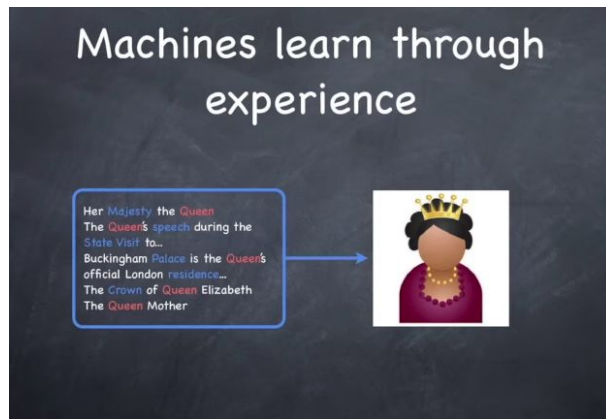 Machines learn through
experience
Her Majesty the Queen
The Queen's speech during the
State Visit to...
Buckingham Palace is the Queen's
official London residence...
The Crown of Queen Elizabeth
The Queen Mother